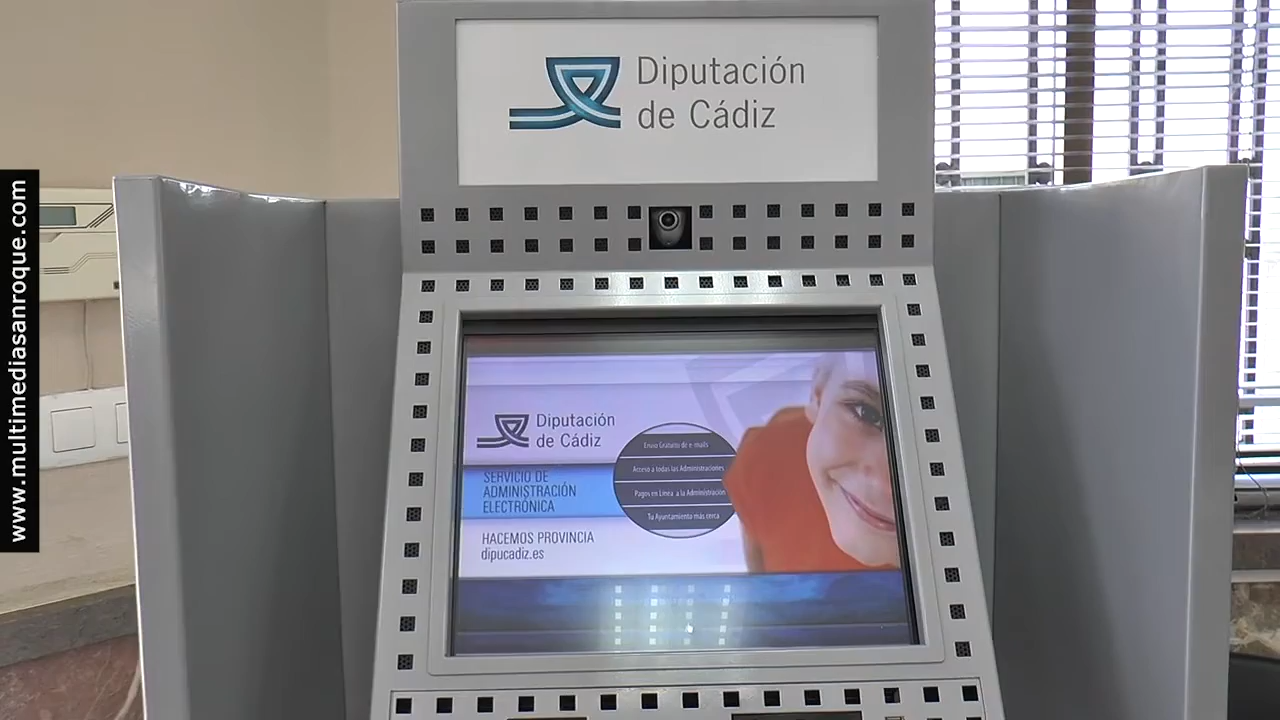 Diputación
de Cádiz
www.multimediasanroque.com
Diputación
de Cádiz
SERVICIO DE
ADMINISTRACIÓN
ELECTRÓNICA
HACEMOS PROVINCIA
dipucadiz.es
Envío Gratuito de e-mails
Acceso a todas las Administraciones
Pagos en Línea a la Administración
Tu Ayuntamiento más cerca